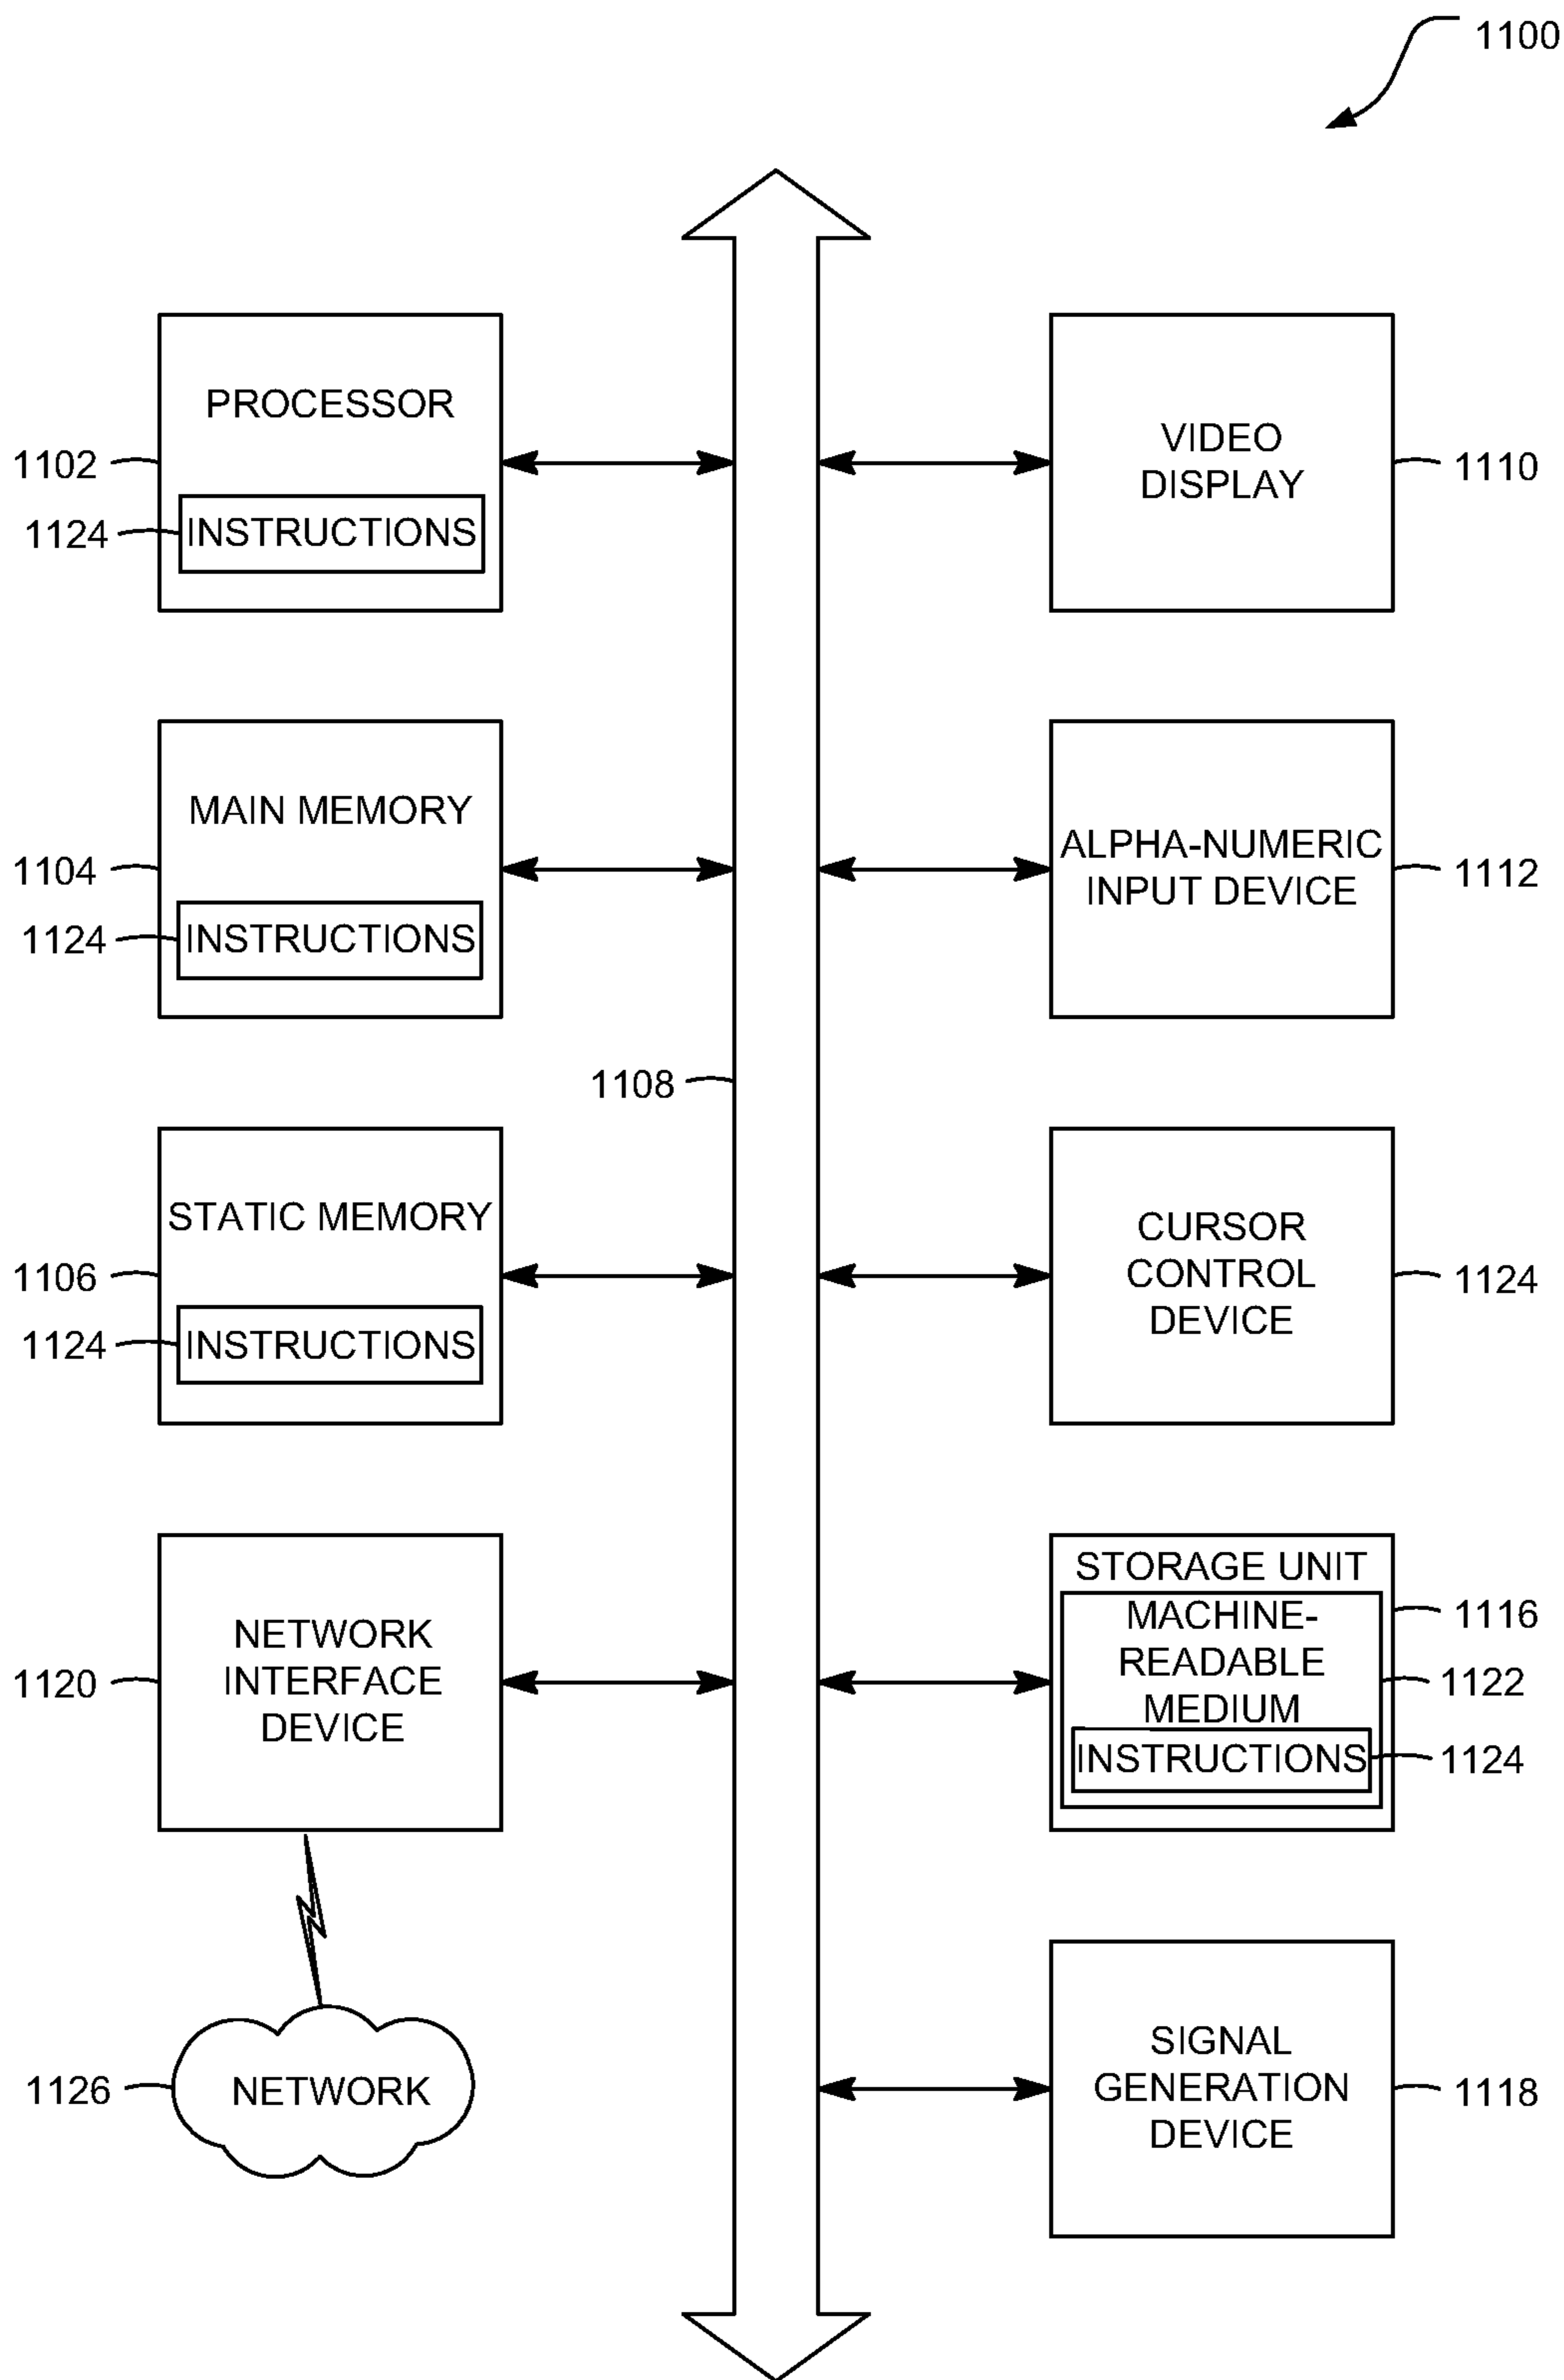 1100
PROCESSOR
1102
1124
INSTRUCTIONS
VIDEO
DISPLAY
1110
MAIN MEMORY
1104
1124
INSTRUCTIONS
ALPHA-NUMERIC
INPUT DEVICE
1112
1108
STATIC MEMORY
1106
1124
INSTRUCTIONS
CURSOR
CONTROL
DEVICE
1124
NETWORK
INTERFACE
DEVICE
1120
STORAGE UNIT
MACHINE-
READABLE
MEDIUM
INSTRUCTIONS
1116
1122
1124
1126
NETWORK
SIGNAL
GENERATION
DEVICE
1118